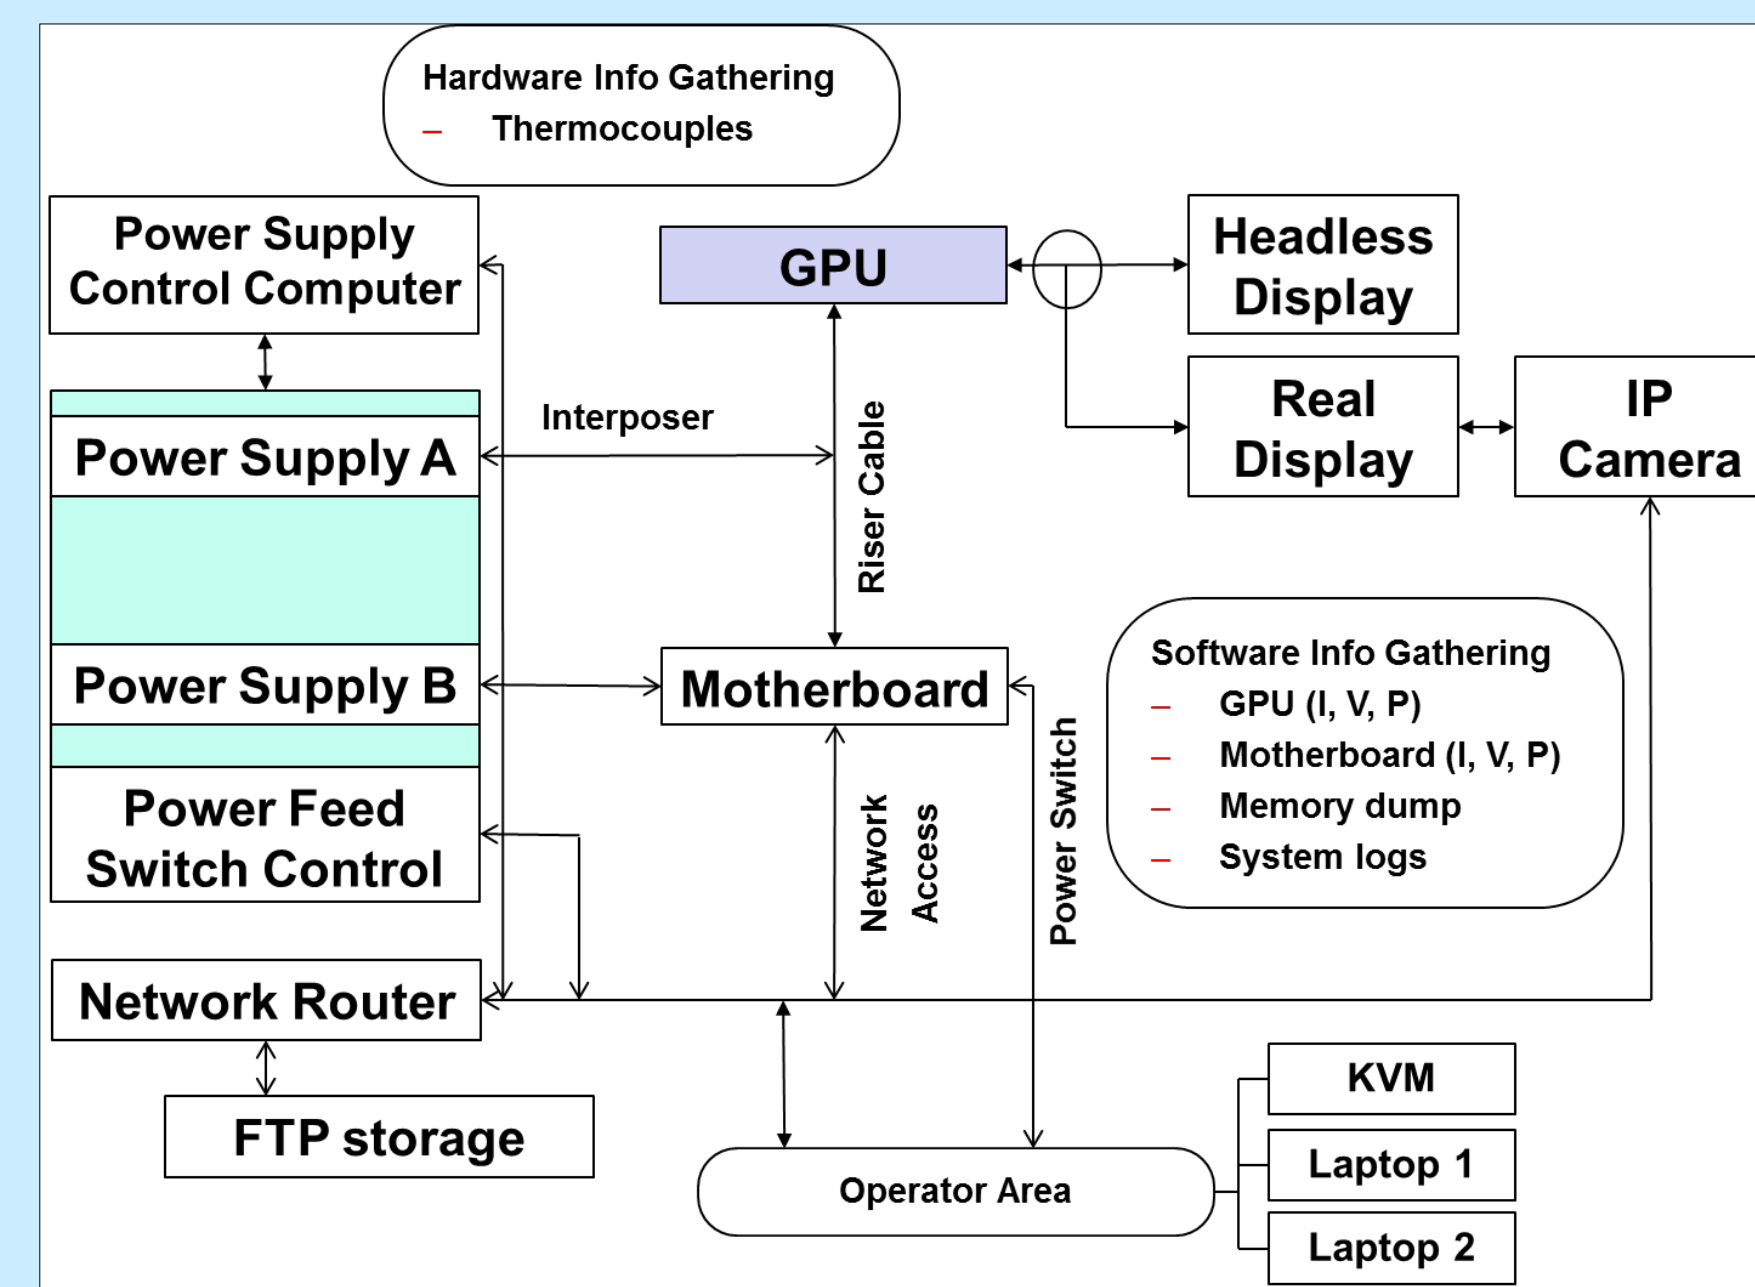 Hardware Info Gathering
– Thermocouples
Power Supply
Control Computer
GPU
Headless
Display
Real
Display
IP
Camera
Interposer
Riser Cable
Power Supply A
Power Supply B
Motherboard
Software Info Gathering
– GPU (I, V, P)
– Motherboard (I, V, P)
– Memory dump
– System logs
Power Feed
Switch Control
Network
Access
Power Switch
Network Router
FTP storage
Operator Area
KVM
Laptop 1
Laptop 2